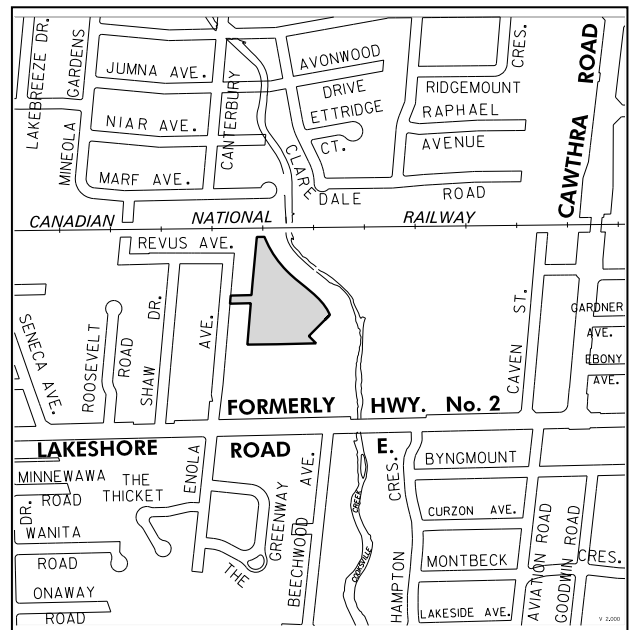 LAKEBREEZE DR.
GARDENS
MINEOLA
JUMNA AVE.
NIAR AVE.
MARF AVE.
CANTERBURY
AVONWOOD
DRIVE
ETTRIDGE
CT.
CLARE
DALE
ROAD
CRES.
RIDGEMOUNT
RAPHAEL
AVENUE
CAWTHRA ROAD
CANADIAN NATIONAL RAILWAY
REVUS AVE.
SENECA AVE.
ROOSEVELT
ROAD
SHAW DR.
AVE.
CAVEN ST.
GARDNER
AVE.
EBONY
AVE.
FORMERLY HWY. No. 2
LAKESHORE ROAD E.
MINNEWAWA
ROAD
THE
THICKET
ENOLA
DR.
WANITA
ROAD
ONAWAY
ROAD
THE
GREENWAY
BEECHWOOD AVE.
CREEK
COOKSVILLE
HAMPTON CRES.
BYNGMOUNT
CURZON AVE.
MONTBECK
CRES.
LAKESIDE AVE.
AVIATION ROAD
GOODWIN ROAD
V 2.000